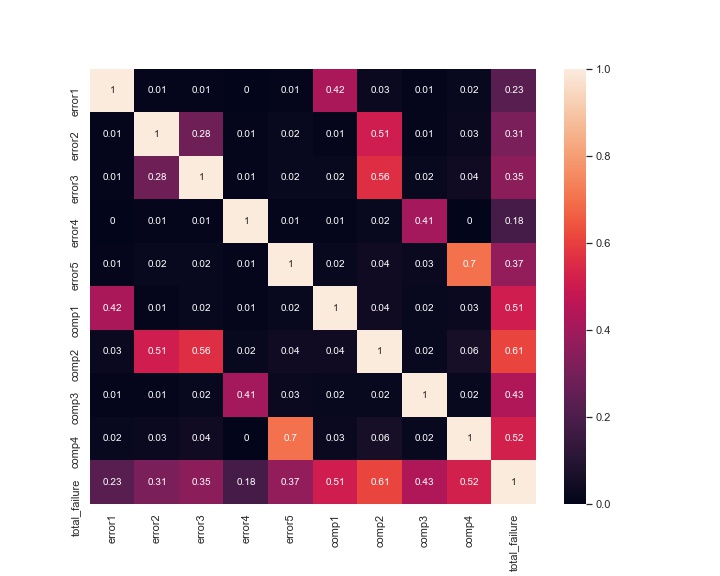 error1 1 0.01 0.01 0 0.01 0.42 0.03 0.01 0.02 0.23
error2 0.01 1 0.28 0.01 0.02 0.01 0.51 0.01 0.03 0.31
error3 0.01 0.28 1 0.01 0.02 0.02 0.56 0.02 0.04 0.35
error4 0 0.01 0.01 1 0.01 0.01 0.02 0.41 0 0.18
error5 0.01 0.02 0.02 0.01 1 0.02 0.04 0.03 0.7 0.37
comp1 0.42 0.01 0.02 0.01 0.02 1 0.04 0.02 0.03 0.51
comp2 0.03 0.51 0.56 0.02 0.04 0.04 1 0.02 0.06 0.61
comp3 0.01 0.01 0.02 0.41 0.03 0.02 0.02 1 0.02 0.43
comp4 0.02 0.03 0.04 0 0.7 0.03 0.06 0.02 1 0.52
total_failure 0.23 0.31 0.35 0.18 0.37 0.51 0.61 0.43 0.52 1
error1 error2 error3 error4 error5 comp1 comp2 comp3 comp4 total_failure
1.0
0.8
0.6
0.4
0.2
0.0